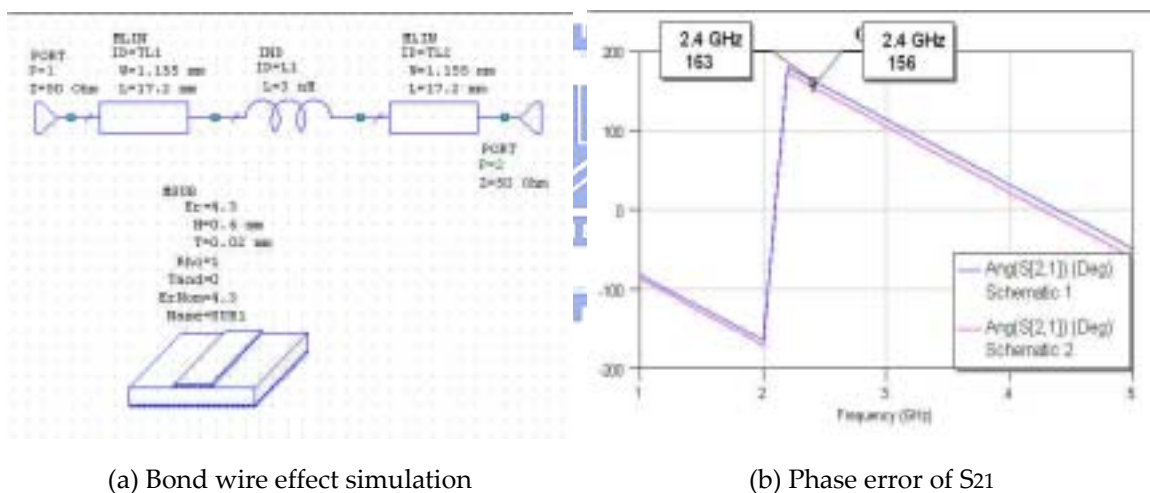 PORT
P=1
Z=50 Ohm
MLIN
ID=TL1
W=1.155 mm
L=17.2 mm
IND
ID=L1
L=3 nH
MLIN
ID=TL2
W=1.155 mm
L=17.2 mm
PORT
P=2
Z=50 Ohm
MSUB
Er=4.3
H=0.6 mm
T=0.02 mm
Rho=1
Tand=0
ErNom=4.3
Name=SUB1
2.4 GHz
163
2.4 GHz
156
200
100
0
-100
-200
1 2 3 4 5
Frequency (GHz)
Ang(S[2,1]) (Deg)
Schematic 1
Ang(S[2,1]) (Deg)
Schematic 2
(a) Bond wire effect simulation
(b) Phase error of S21